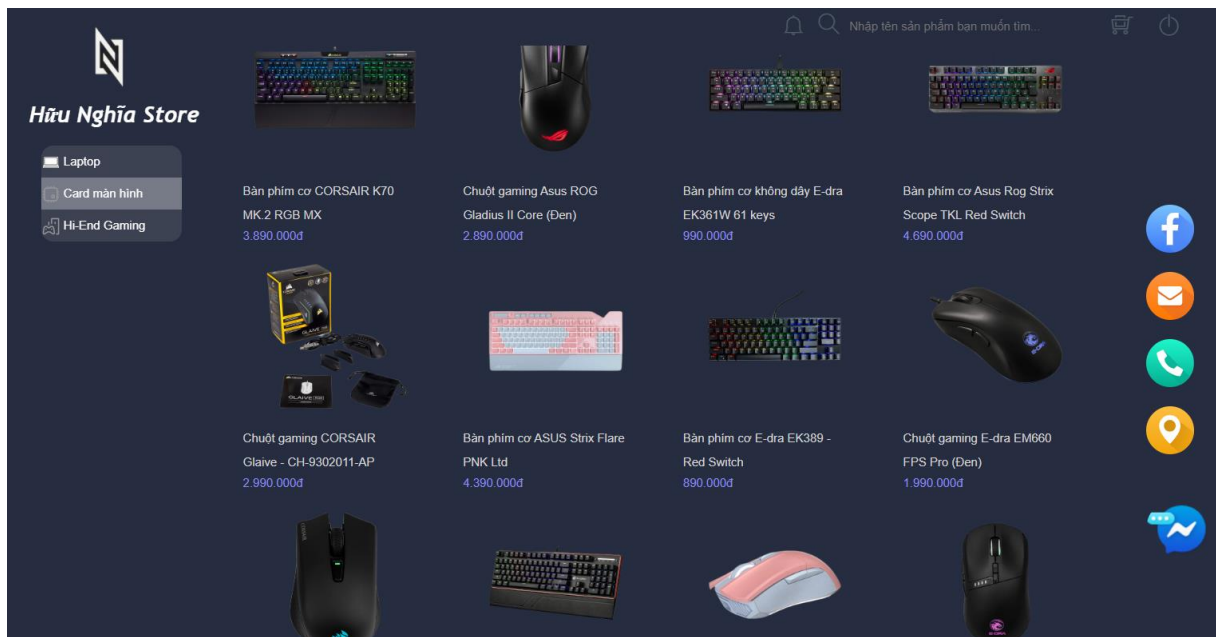 Nhập tên sản phẩm bạn muốn tìm...
Hữu Nghĩa Store
Laptop
Card màn hình
Hi-End Gaming
Bàn phím cơ CORSAIR K70
MK.2 RGB MX
3.890.000đ
Chuột gaming Asus ROG
Gladius II Core (Đen)
2.890.000đ
Bàn phím cơ không dây E-dra
EK361W 61 keys
990.000đ
Bàn phím cơ Asus Rog Strix
Scope TKL Red Switch
4.690.000đ
Chuột gaming CORSAIR
Glaive - CH-9302011-AP
2.990.000đ
Bàn phím cơ ASUS Strix Flare
PNK Ltd
4.390.000đ
Bàn phím cơ E-dra EK389 -
Red Switch
890.000đ
Chuột gaming E-dra EM660
FPS Pro (Đen)
1.990.000đ